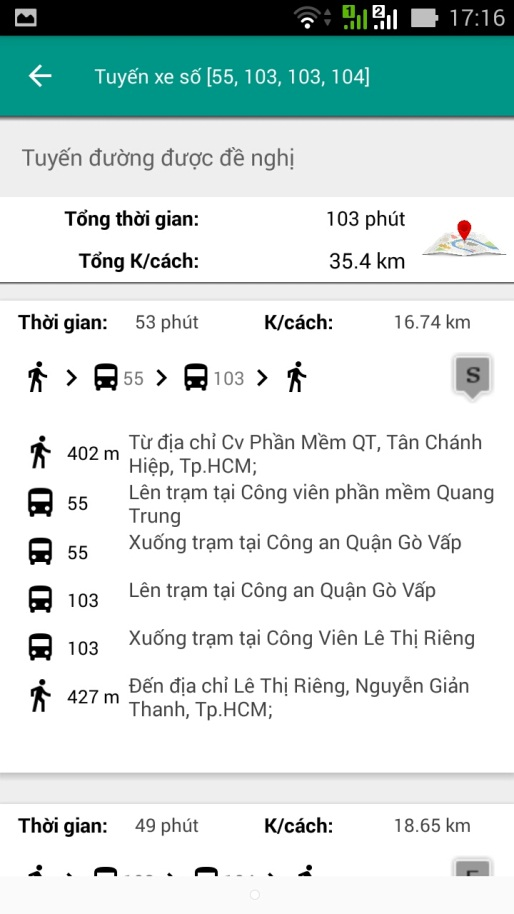 1 2 17:16
Tuyến xe số [55, 103, 103, 104]
Tuyến đường được đề nghị
Tổng thời gian: 103 phút
Tổng K/cách: 35.4 km
Thời gian: 53 phút K/cách: 16.74 km
55 103 S
402 m Từ địa chỉ Cv Phần Mềm QT, Tân Chánh
Hiệp, Tp.HCM;
55 Lên trạm tại Công viên phần mềm Quang
Trung
55 Xuống trạm tại Công an Quận Gò Vấp
103 Lên trạm tại Công an Quận Gò Vấp
103 Xuống trạm tại Công Viên Lê Thị Riêng
427 m Đến địa chỉ Lê Thị Riêng, Nguyễn Giản
Thanh, Tp.HCM;
Thời gian: 49 phút K/cách: 18.65 km